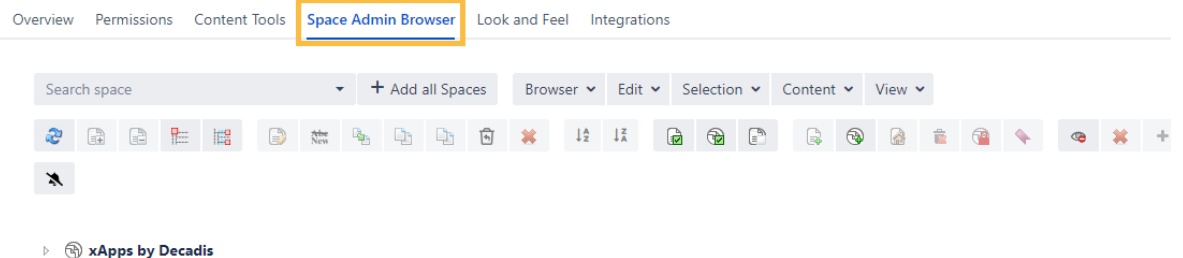 Overview Permissions Content Tools Space Admin Browser Look and Feel Integrations
Search space + Add all Spaces Browser Edit Selection Content View
Abc New A Z Z A
xApps by Decadis